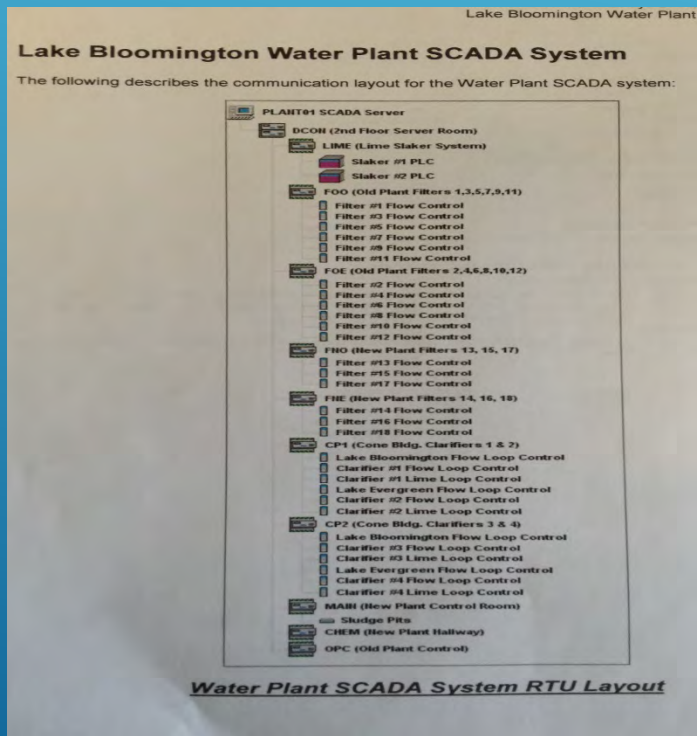 Lake Bloomington Water Plant
Lake Bloomington Water Plant SCADA System
The following describes the communication layout for the Water Plant SCADA system:
PLANT01 SCADA Server
DCON (2nd Floor Server Room)
LIME (Lime Slaker System)
Slaker #1 PLC
Slaker #2 PLC
FOO (Old Plant Filters 1,3,5,7,9,11)
Filter #1 Flow Control
Filter #3 Flow Control
Filter #5 Flow Control
Filter #7 Flow Control
Filter #9 Flow Control
Filter #11 Flow Control
FOE (Old Plant Filters 2,4,6,8,10,12)
Filter #2 Flow Control
Filter #4 Flow Control
Filter #6 Flow Control
Filter #8 Flow Control
Filter #10 Flow Control
Filter #12 Flow Control
FNO (New Plant Filters 13, 15, 17)
Filter #13 Flow Control
Filter #15 Flow Control
Filter #17 Flow Control
FNE (New Plant Filters 14, 16, 18)
Filter #14 Flow Control
Filter #16 Flow Control
Filter #18 Flow Control
CP1 (Cone Bldg. Clarifiers 1 & 2)
Lake Bloomington Flow Loop Control
Clarifier #1 Flow Loop Control
Clarifier #1 Lime Loop Control
Lake Evergreen Flow Loop Control
Clarifier #2 Flow Loop Control
Clarifier #2 Lime Loop Control
CP2 (Cone Bldg. Clarifiers 3 & 4)
Lake Bloomington Flow Loop Control
Clarifier #3 Flow Loop Control
Clarifier #3 Lime Loop Control
Lake Evergreen Flow Loop Control
Clarifier #4 Flow Loop Control
Clarifier #4 Lime Loop Control
MAIN (New Plant Control Room)
Sludge Pits
CHEM (New Plant Hallway)
OPC (Old Plant Control)
Water Plant SCADA System RTU Layout